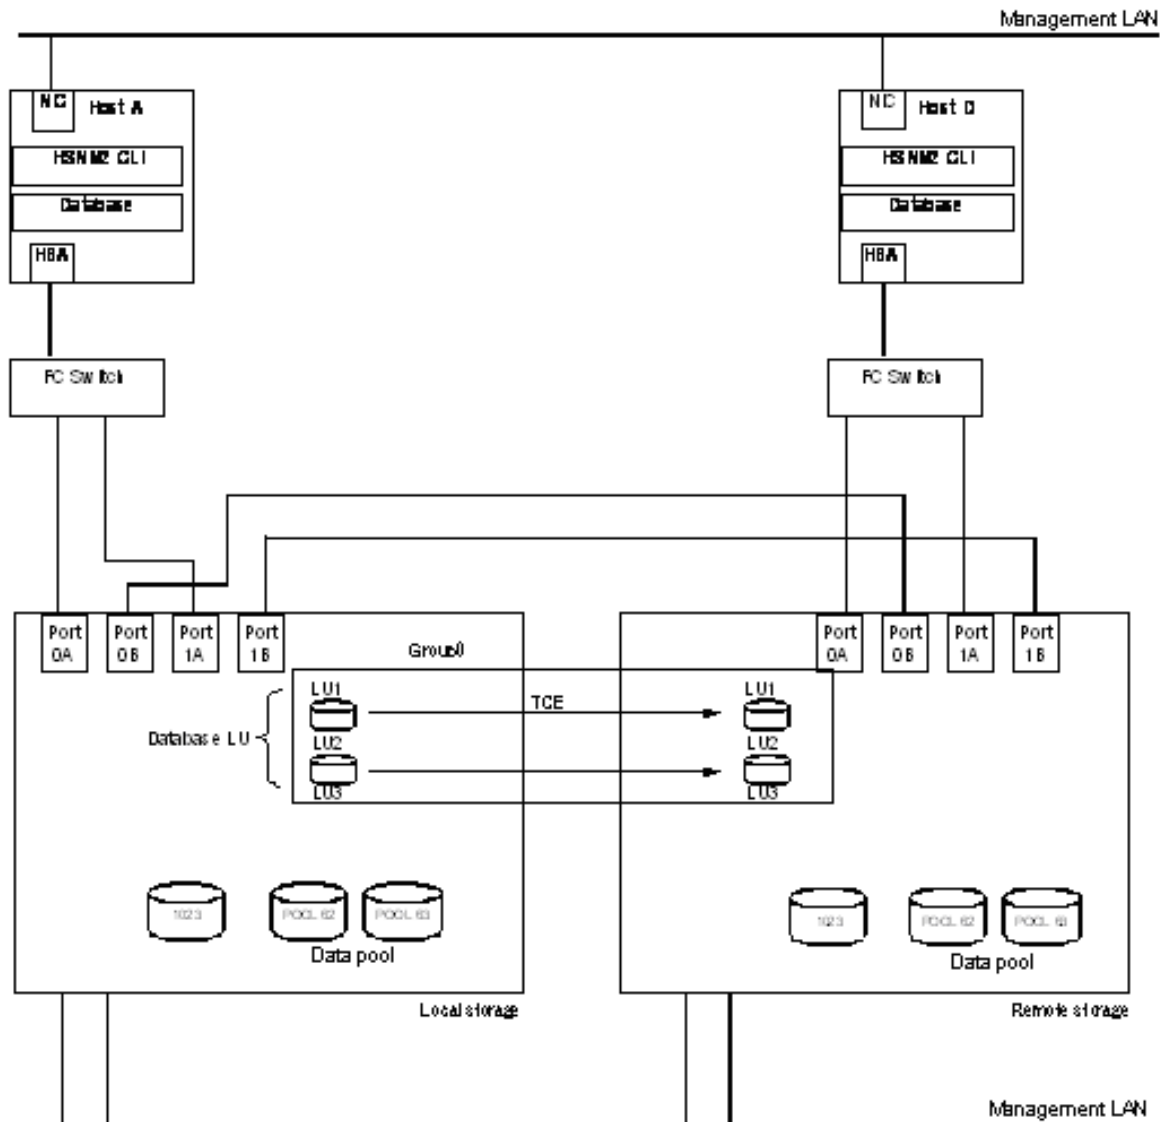 Management LAN
NIC
Host A
HSNM2 CLI
Database
HBA
NIC
HSNM2 CLI
Database
HBA
FC Switch
FC Switch
Port 0A
Port 0B
Port 1A
Port 1B
Group0
Port 0A
Port 0B
Port 1A
Port 1B
LU1
TCE
LU1
Database LU
LU2
LU2
LU3
LU3
1023
POOL 62
POOL 63
Data pool
1023
POOL 62
POOL 63
Data pool
Local storage
Remote storage
Management LAN